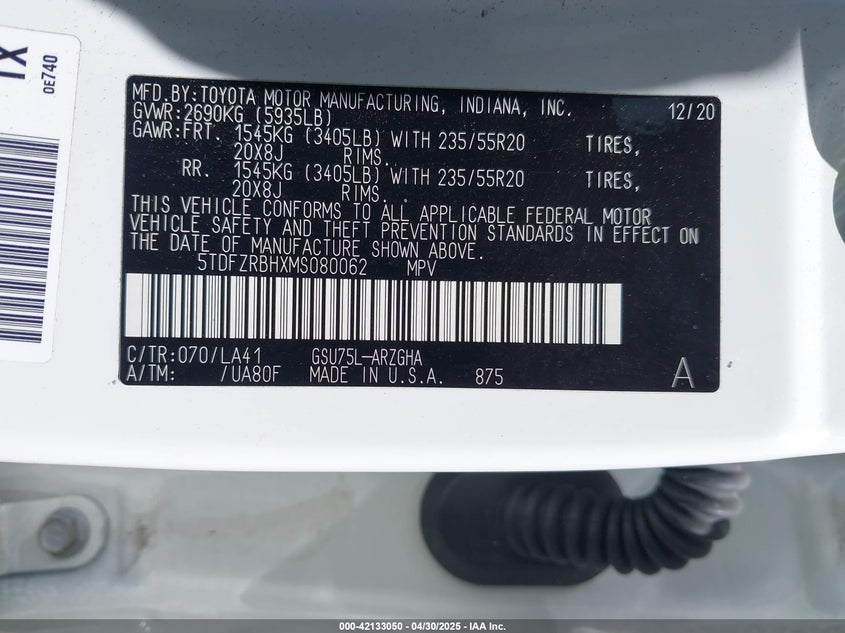 TX
0E740
MFD.BY:TOYOTA MOTOR MANUFACTURING, INDIANA, INC. 12/20
GVWR:2690KG (5935LB)
GAWR:FRT. 1545KG (3405LB) WITH 235/55R20 TIRES,
20X8J RIMS.
RR. 1545KG (3405LB) WITH 235/55R20 TIRES,
20X8J RIMS.
THIS VEHICLE CONFORMS TO ALL APPLICABLE FEDERAL MOTOR
VEHICLE SAFETY AND THEFT PREVENTION STANDARDS IN EFFECT ON
THE DATE OF MANUFACTURE SHOWN ABOVE.
5TDFZRBHXMS080062 MPV
C/TR:070/LA41 GSU75L-ARZGHA
A/TM: /UA80F MADE IN U.S.A. 875 A
000-42133050 - 04/30/2025 - IAA Inc.